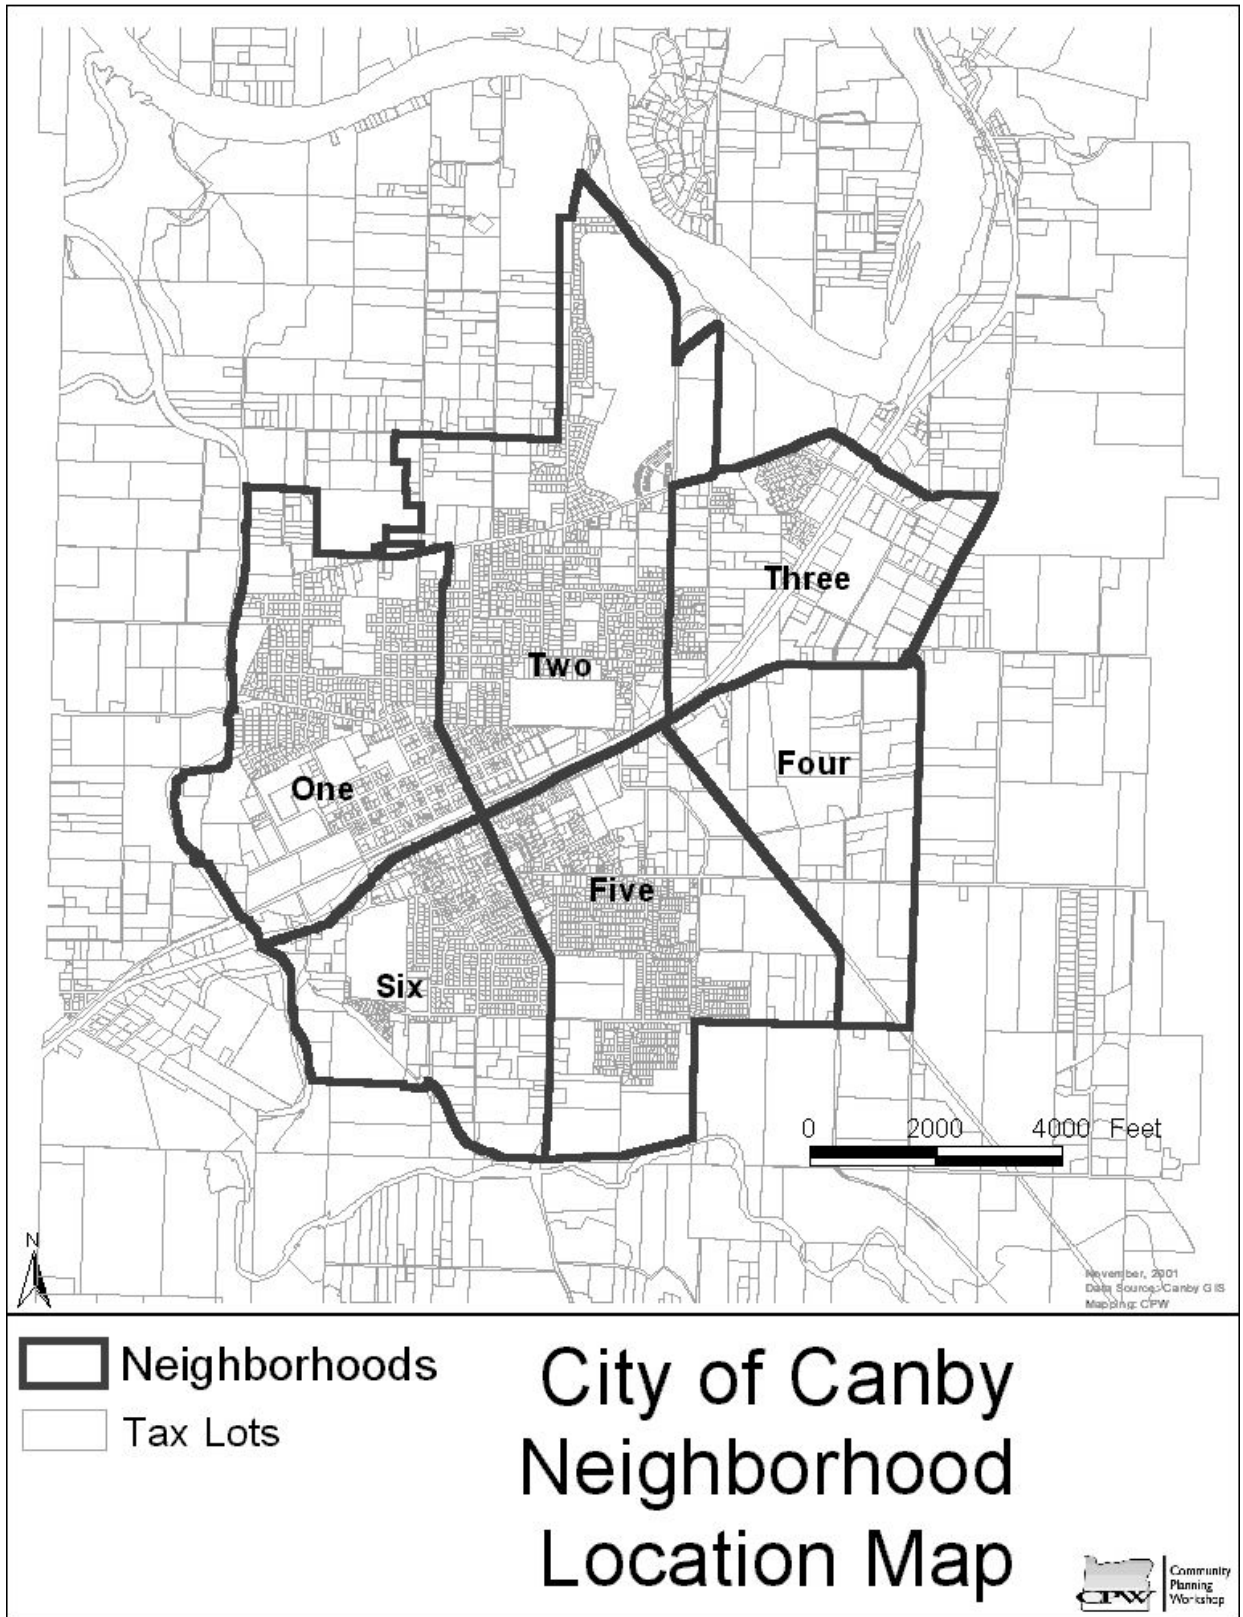 Three
Two
Four
One
Five
Six
0 2000 4000 Feet
N
November, 2001
Data Source: Canby GIS
Mapping: CPW
Neighborhoods
Tax Lots
City of Canby
Neighborhood
Location Map
CPW
Community
Planning
Workshop